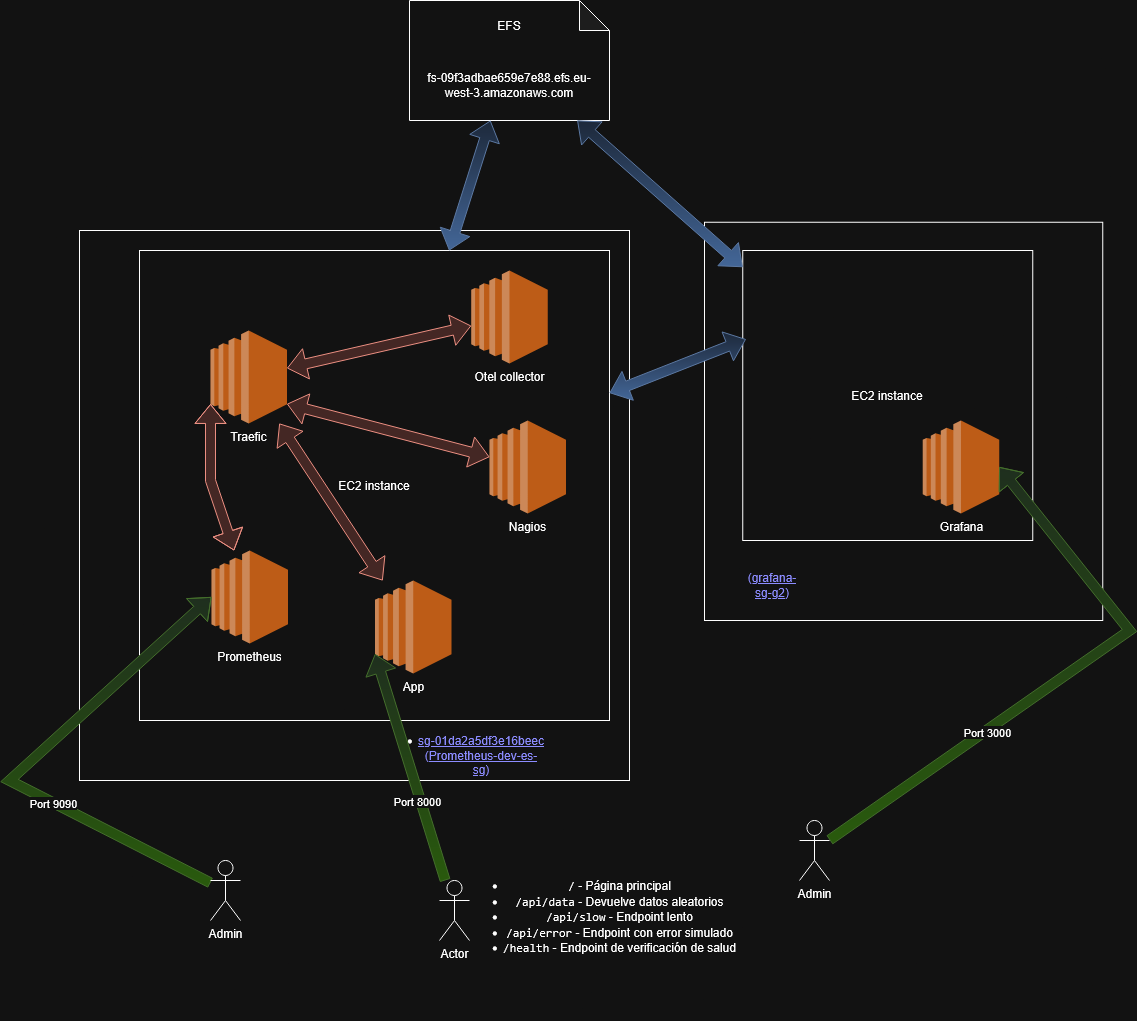 EFS
fs-09f3adbae659e7e88.efs.eu-
west-3.amazonaws.com
Otel collector
Traefic
EC2 instance
Nagios
EC2 instance
Grafana
(grafana-
sg-g2)
Prometheus
App
sg-01da2a5df3e16beec
(Prometheus-dev-es-
sg)
Port 3000
Port 9090
Port 8000
Admin
Admin
Actor
/ - Página principal
/api/data - Devuelve datos aleatorios
/api/slow - Endpoint lento
/api/error - Endpoint con error simulado
/health - Endpoint de verificación de salud